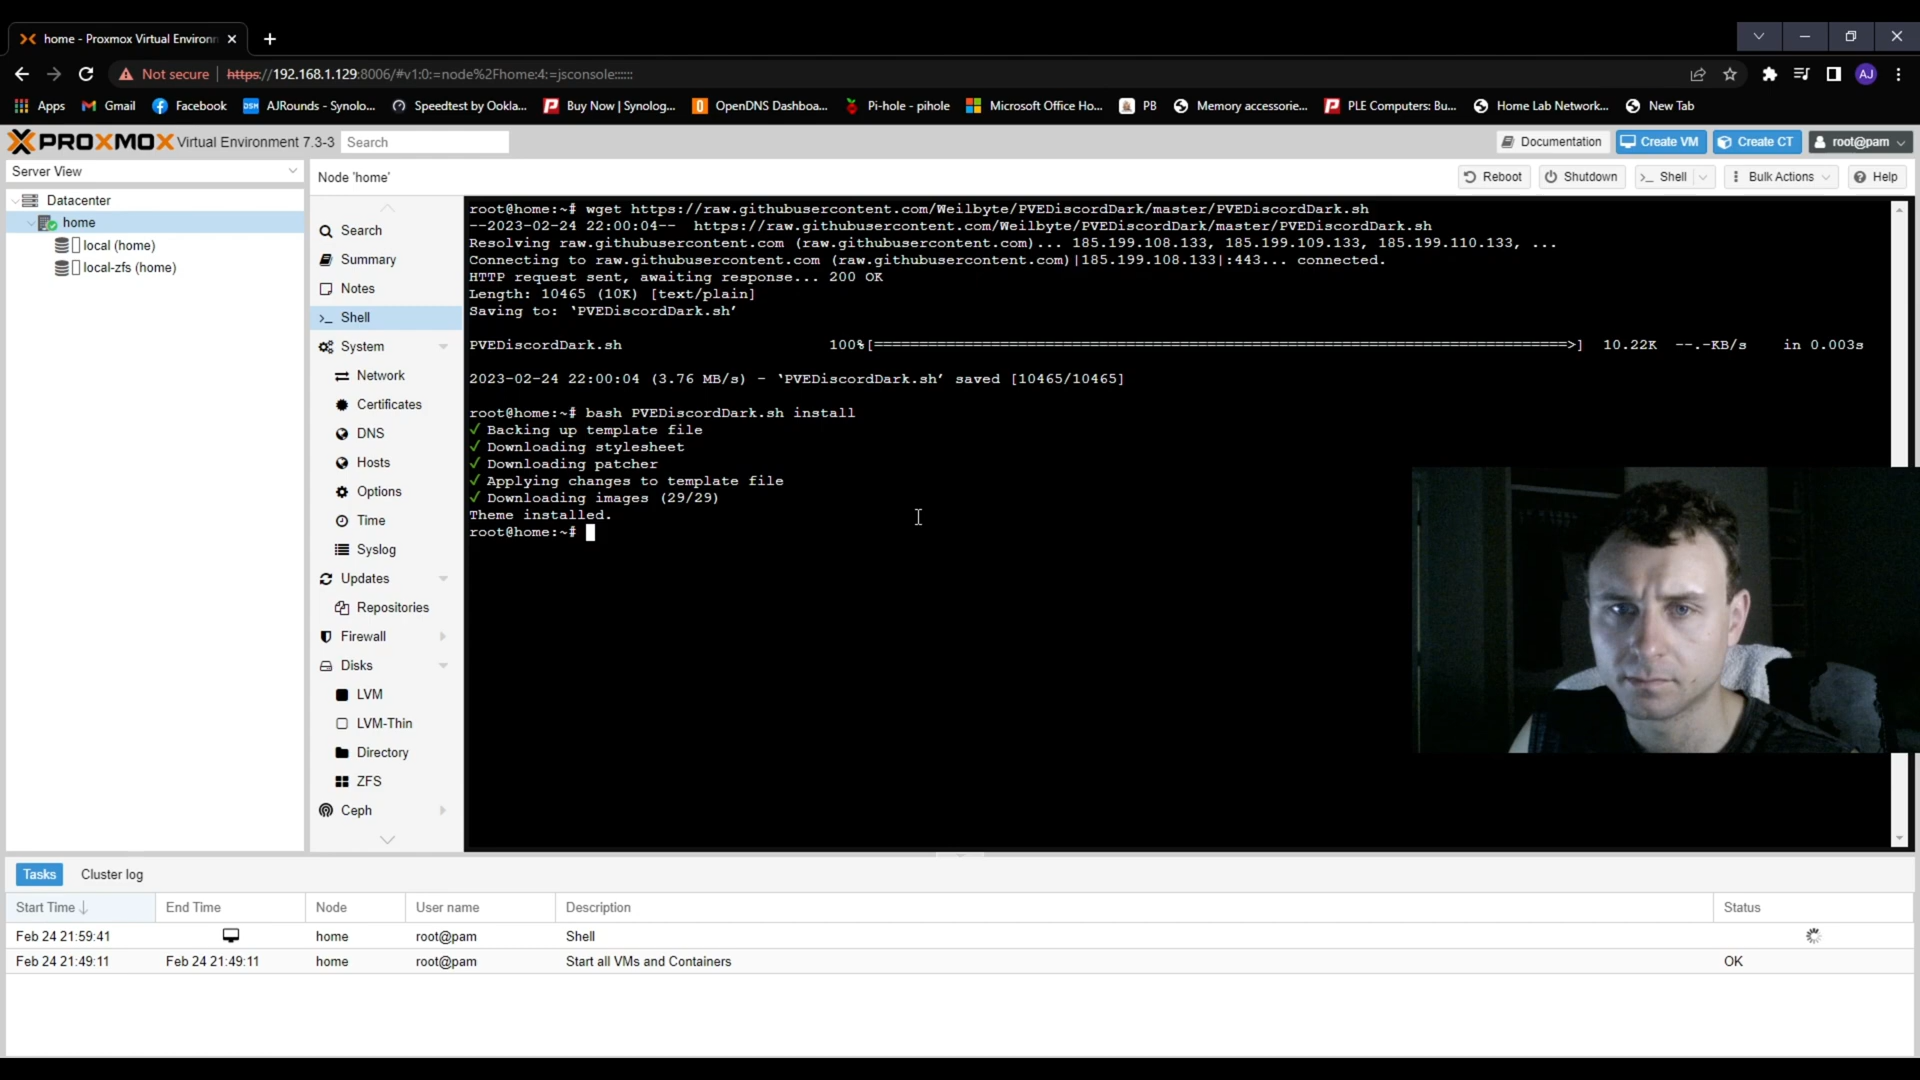 home - Proxmox Virtual Environ
Not secure https://192.168.1.129:8006/#v1:0:=node%2Fhome:4:=jsconsole::::::
AJ
Apps Gmail Facebook AJRounds - Synolo... Speedtest by Ookla... Buy Now | Synolog... OpenDNS Dashboa... Pi-hole - pihole Microsoft Office Ho... PB Memory accessorie... PLE Computers: Bu... Home Lab Network... New Tab
PROXMOX Virtual Environment 7.3-3 Search Documentation Create VM Create CT root@pam
Server View
Node 'home' Reboot Shutdown >_ Shell Bulk Actions Help
Datacenter
home
local (home)
local-zfs (home)
Search
Summary
Notes
>_ Shell
System
Network
Certificates
DNS
Hosts
Options
Time
Syslog
Updates
Repositories
Firewall
Disks
LVM
LVM-Thin
Directory
ZFS
Ceph
root@home:~# wget https://raw.githubusercontent.com/Weilbyte/PVEDiscordDark/master/PVEDiscordDark.sh
--2023-02-24 22:00:04-- https://raw.githubusercontent.com/Weilbyte/PVEDiscordDark/master/PVEDiscordDark.sh
Resolving raw.githubusercontent.com (raw.githubusercontent.com)... 185.199.108.133, 185.199.109.133, 185.199.110.133, ...
Connecting to raw.githubusercontent.com (raw.githubusercontent.com)|185.199.108.133|:443... connected.
HTTP request sent, awaiting response... 200 OK
Length: 10465 (10K) [text/plain]
Saving to: ‘PVEDiscordDark.sh’
PVEDiscordDark.sh 100%[=============================================================================>] 10.22K --.-KB/s in 0.003s
2023-02-24 22:00:04 (3.76 MB/s) - ‘PVEDiscordDark.sh’ saved [10465/10465]
root@home:~# bash PVEDiscordDark.sh install
✓ Backing up template file
✓ Downloading stylesheet
✓ Downloading patcher
✓ Applying changes to template file
✓ Downloading images (29/29)
Theme installed.
root@home:~#
Tasks Cluster log
Start Time End Time Node User name Description Status
Feb 24 21:59:41 home root@pam Shell
Feb 24 21:49:11 Feb 24 21:49:11 home root@pam Start all VMs and Containers OK